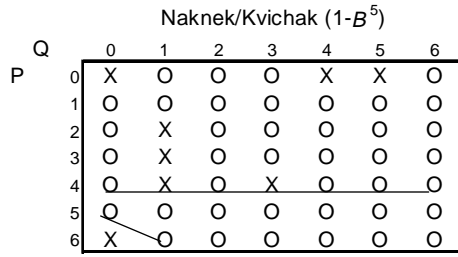 Naknek/Kvichak (1-B⁵)
Q 0 1 2 3 4 5 6
P 0 X O O O X X O
1 O O O O O O O
2 O X O O O O O
3 O X O O O O O
4 O X O X O O O
5 O O O O O O O
6 X O O O O O O